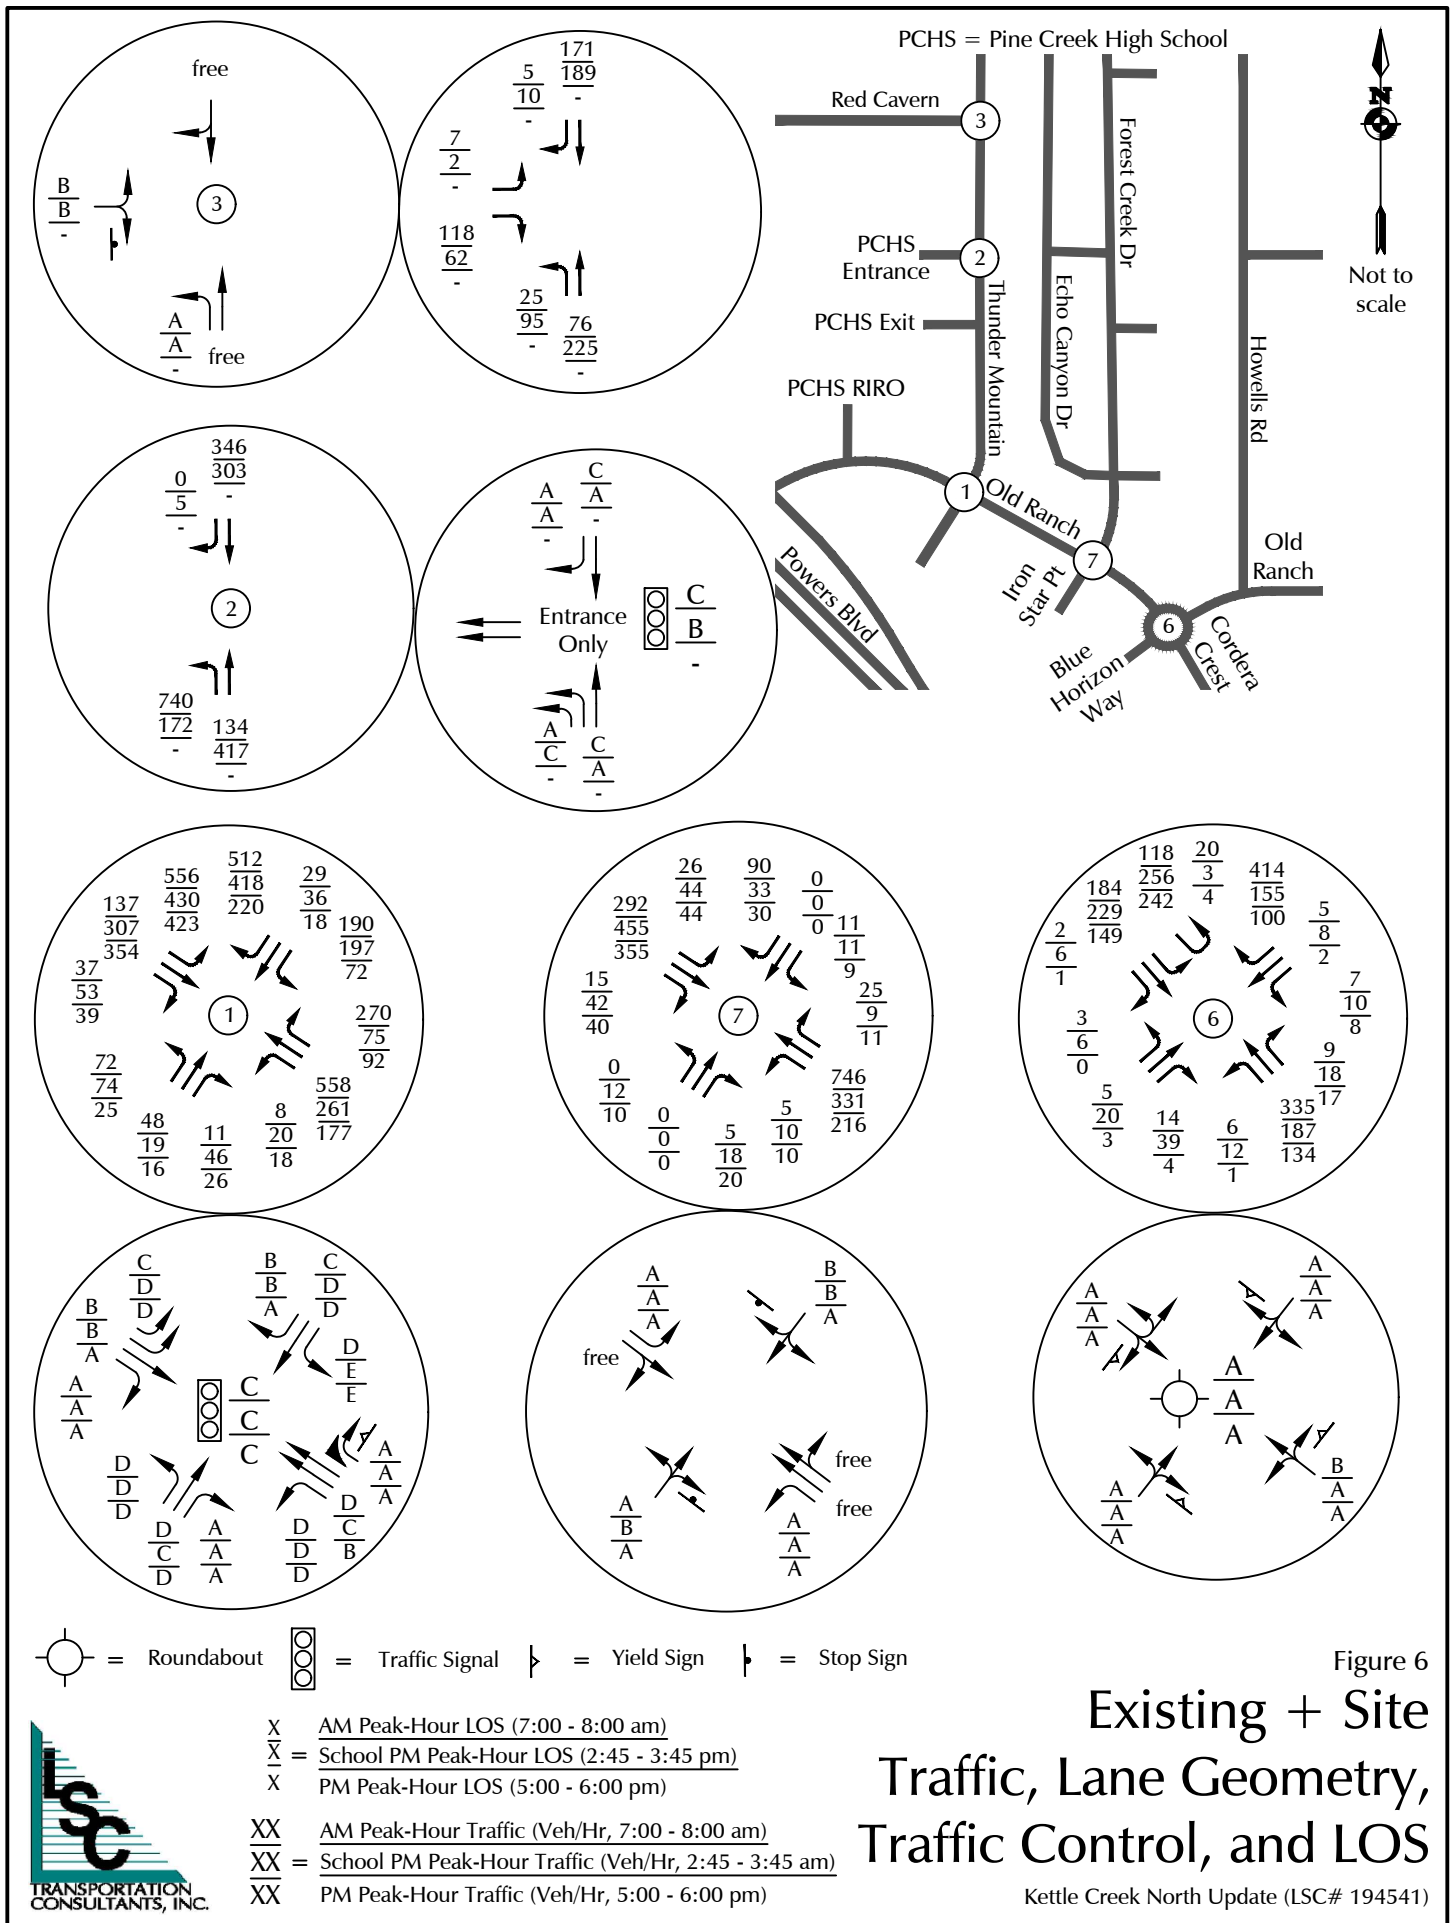 PCHS = Pine Creek High School
Red Cavern
3
PCHS
Entrance
2
PCHS Exit
PCHS RIRO
Thunder Mountain
Echo Canyon Dr
Forest Creek Dr
Howells Rd
1
Old Ranch
7
Iron
Star Pt
Powers Blvd
6
Blue
Horizon
Way
Cordera
Crest
Old
Ranch
N
Not to
scale
free
B
B
-
3
A
A
-
free
171
189
-
5
10
-
7
2
-
118
62
-
25
95
-
76
225
-
346
303
-
0
5
-
2
740
172
-
134
417
-
C
A
-
A
A
-
Entrance
Only
C
B
-
A
C
-
C
A
-
512
418
220
556
430
423
137
307
354
37
53
39
29
36
18
190
197
72
270
75
92
558
261
177
8
20
18
11
46
26
48
19
16
72
74
25
1
26
44
44
90
33
30
0
0
0
11
11
9
25
9
11
746
331
216
5
10
10
5
18
20
0
0
0
0
12
10
15
42
40
292
455
355
7
118
256
242
20
3
4
414
155
100
5
8
2
7
10
8
9
18
17
335
187
134
6
12
1
14
39
4
5
20
3
3
6
0
2
6
1
184
229
149
6
C
D
D
B
B
A
A
A
A
B
B
A
C
D
D
D
E
E
C
C
C
A
A
A
D
C
B
D
D
D
A
A
A
D
C
D
D
D
D
A
A
A
free
B
B
A
free
free
A
A
A
A
B
A
A
A
A
A
A
A
A
A
A
B
A
A
A
A
A
= Roundabout
= Traffic Signal
= Yield Sign
= Stop Sign
X AM Peak-Hour LOS (7:00 - 8:00 am)
X = School PM Peak-Hour LOS (2:45 - 3:45 pm)
X PM Peak-Hour LOS (5:00 - 6:00 pm)
XX AM Peak-Hour Traffic (Veh/Hr, 7:00 - 8:00 am)
XX = School PM Peak-Hour Traffic (Veh/Hr, 2:45 - 3:45 am)
XX PM Peak-Hour Traffic (Veh/Hr, 5:00 - 6:00 pm)
LSC
TRANSPORTATION
CONSULTANTS, INC.
Figure 6
Existing + Site
Traffic, Lane Geometry,
Traffic Control, and LOS
Kettle Creek North Update (LSC# 194541)